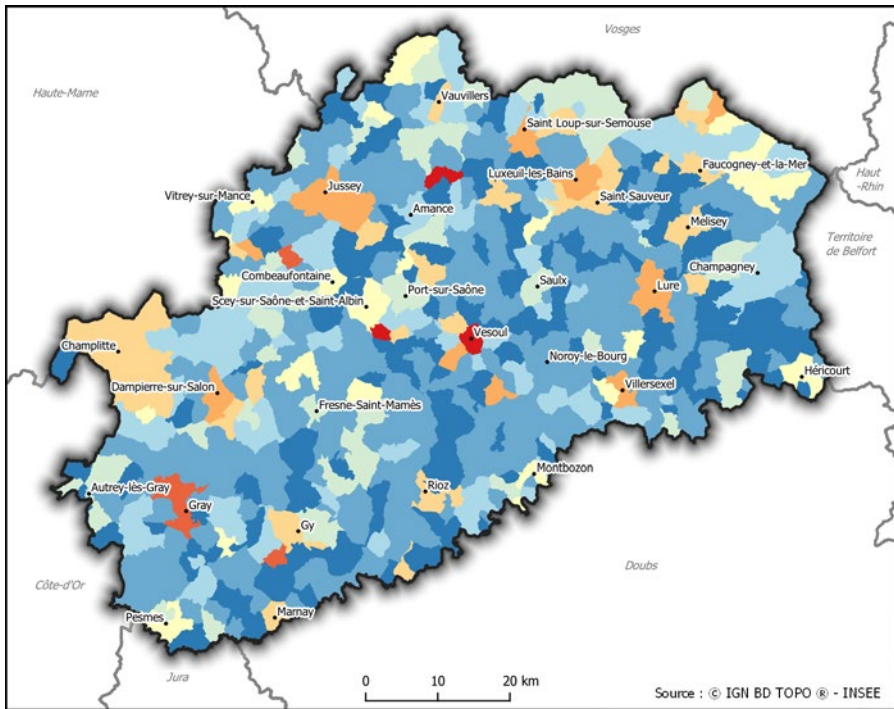 Vosges
Haute-Marne
Vauvillers
Saint Loup-sur-Semouse
Faucogney-et-la-Mer
Luxeuil-les-Bains
Haut
-Rhin
Jussey
Vitrey-sur-Mance
Saint-Sauveur
Amance
Melisey
Territoire
de Belfort
Champagney
Combeaufontaine
Saulx
Lure
Port-sur-Saône
Scey-sur-Saône-et-Saint-Albin
Vesoul
Champlitte
Noroy-le-Bourg
Héricourt
Dampierre-sur-Salon
Villersexel
Fresne-Saint-Mamès
Montbozon
Autrey-lès-Gray
Rioz
Gray
Gy
Doubs
Côte-d'Or
Pesmes
Marnay
Jura
0 10 20 km
Source : © IGN BD TOPO ® - INSEE